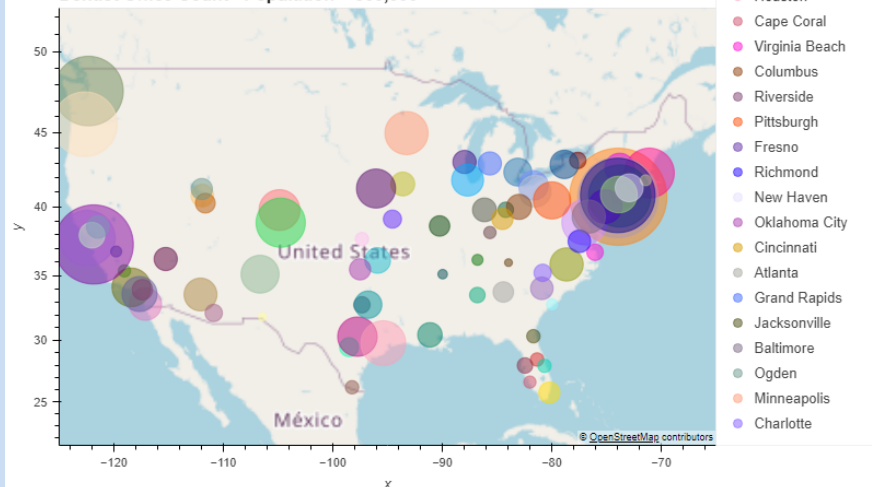 Houston
Cape Coral
Virginia Beach
Columbus
Riverside
Pittsburgh
Fresno
Richmond
New Haven
Oklahoma City
Cincinnati
Atlanta
Grand Rapids
Jacksonville
Baltimore
Ogden
Minneapolis
Charlotte
50
45
40
35
30
25
y
United States
México
© OpenStreetMap contributors
−120
−110
−100
−90
−80
−70
x